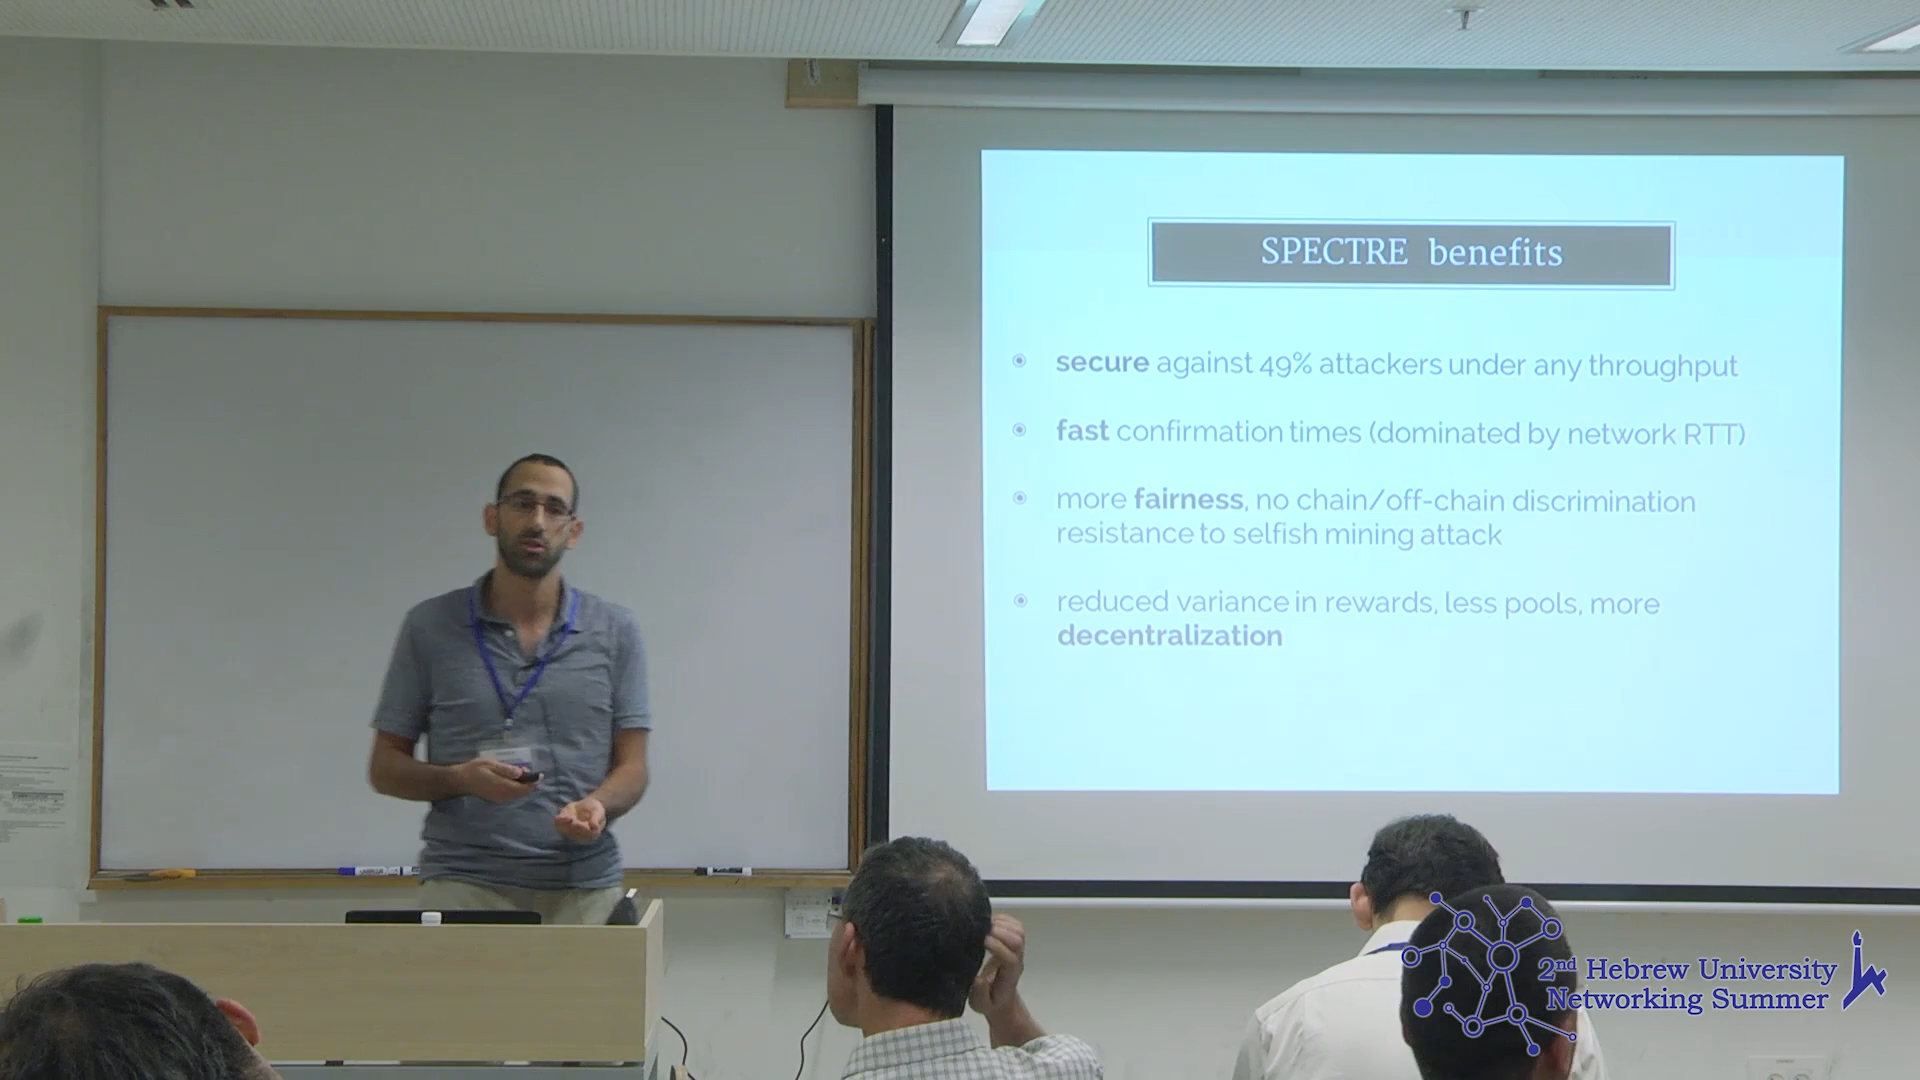 SPECTRE benefits
secure against 49% attackers under any throughput
fast confirmation times (dominated by network RTT)
more fairness, no chain/off-chain discrimination
resistance to selfish mining attack
reduced variance in rewards, less pools, more
decentralization
2nd Hebrew University
Networking Summer